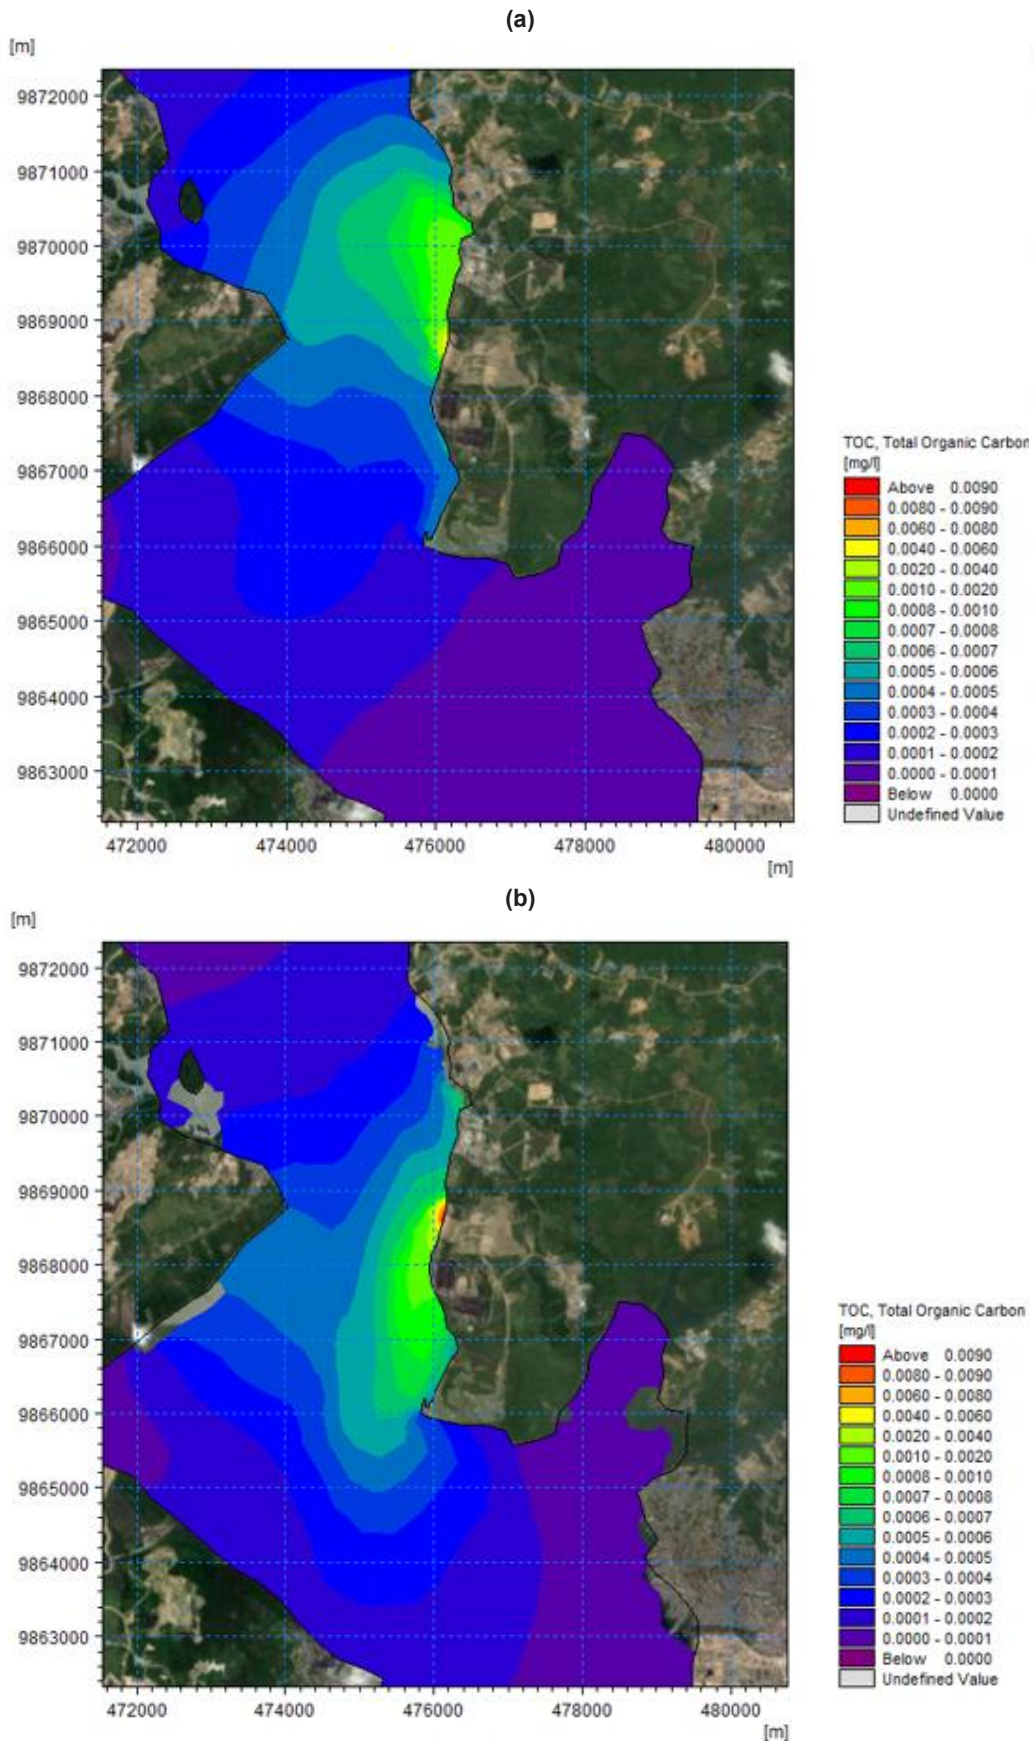 (a)
[m]
9872000
9871000
9870000
9869000
9868000
9867000
9866000
9865000
9864000
9863000
472000 474000 476000 478000 480000
[m]
TOC, Total Organic Carbon
[mg/l]
Above 0.0090
0.0080 - 0.0090
0.0060 - 0.0080
0.0040 - 0.0060
0.0020 - 0.0040
0.0010 - 0.0020
0.0008 - 0.0010
0.0007 - 0.0008
0.0006 - 0.0007
0.0005 - 0.0006
0.0004 - 0.0005
0.0003 - 0.0004
0.0002 - 0.0003
0.0001 - 0.0002
0.0000 - 0.0001
Below 0.0000
Undefined Value
(b)
[m]
9872000
9871000
9870000
9869000
9868000
9867000
9866000
9865000
9864000
9863000
472000 474000 476000 478000 480000
[m]
TOC, Total Organic Carbon
[mg/l]
Above 0.0090
0.0080 - 0.0090
0.0060 - 0.0080
0.0040 - 0.0060
0.0020 - 0.0040
0.0010 - 0.0020
0.0008 - 0.0010
0.0007 - 0.0008
0.0006 - 0.0007
0.0005 - 0.0006
0.0004 - 0.0005
0.0003 - 0.0004
0.0002 - 0.0003
0.0001 - 0.0002
0.0000 - 0.0001
Below 0.0000
Undefined Value